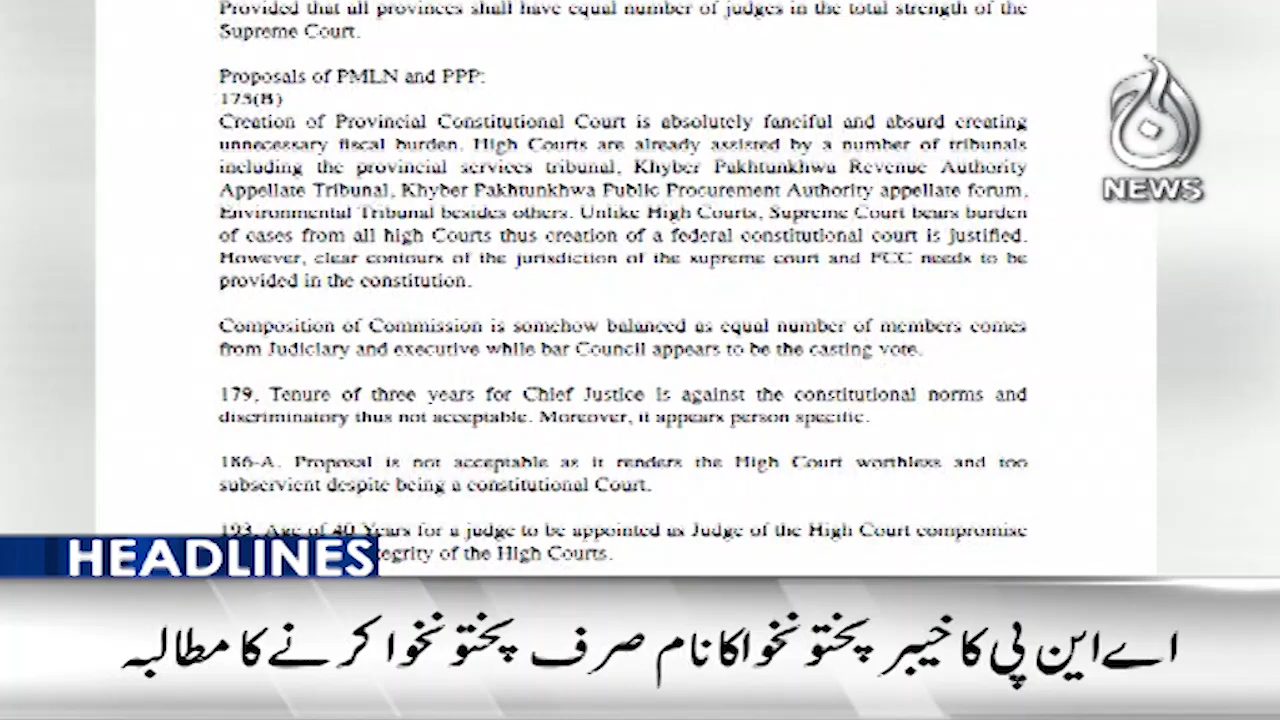 Provided that all provinces shall have equal number of judges in the total strength of the
Supreme Court.
Proposals of PMLN and PPP:
175(B)
Creation of Provincial Constitutional Court is absolutely fanciful and absurd creating
unnecessary fiscal burden. High Courts are already assisted by a number of tribunals
including the provincial services tribunal, Khyber Pakhtunkhwa Revenue Authority
Appellate Tribunal, Khyber Pakhtunkhwa Public Procurement Authority appellate forum,
Environmental Tribunal besides others. Unlike High Courts, Supreme Court bears burden
of cases from all high Courts thus creation of a federal constitutional court is justified.
However, clear contours of the jurisdiction of the supreme court and FCC needs to be
provided in the constitution.
Composition of Commission is somehow balanced as equal number of members comes
from Judiciary and executive while bar Council appears to be the casting vote.
179, Tenure of three years for Chief Justice is against the constitutional norms and
discriminatory thus not acceptable. Moreover, it appears person specific.
186-A. Proposal is not acceptable as it renders the High Court worthless and too
subservient despite being a constitutional Court.
193. Age of 40 Years for a judge to be appointed as Judge of the High Court compromise
tegrity of the High Courts.
NEWS
HEADLINES
اے این پی کا خیبر پختونخوا کا نام صرف پختونخوا کرنے کا مطالبہ